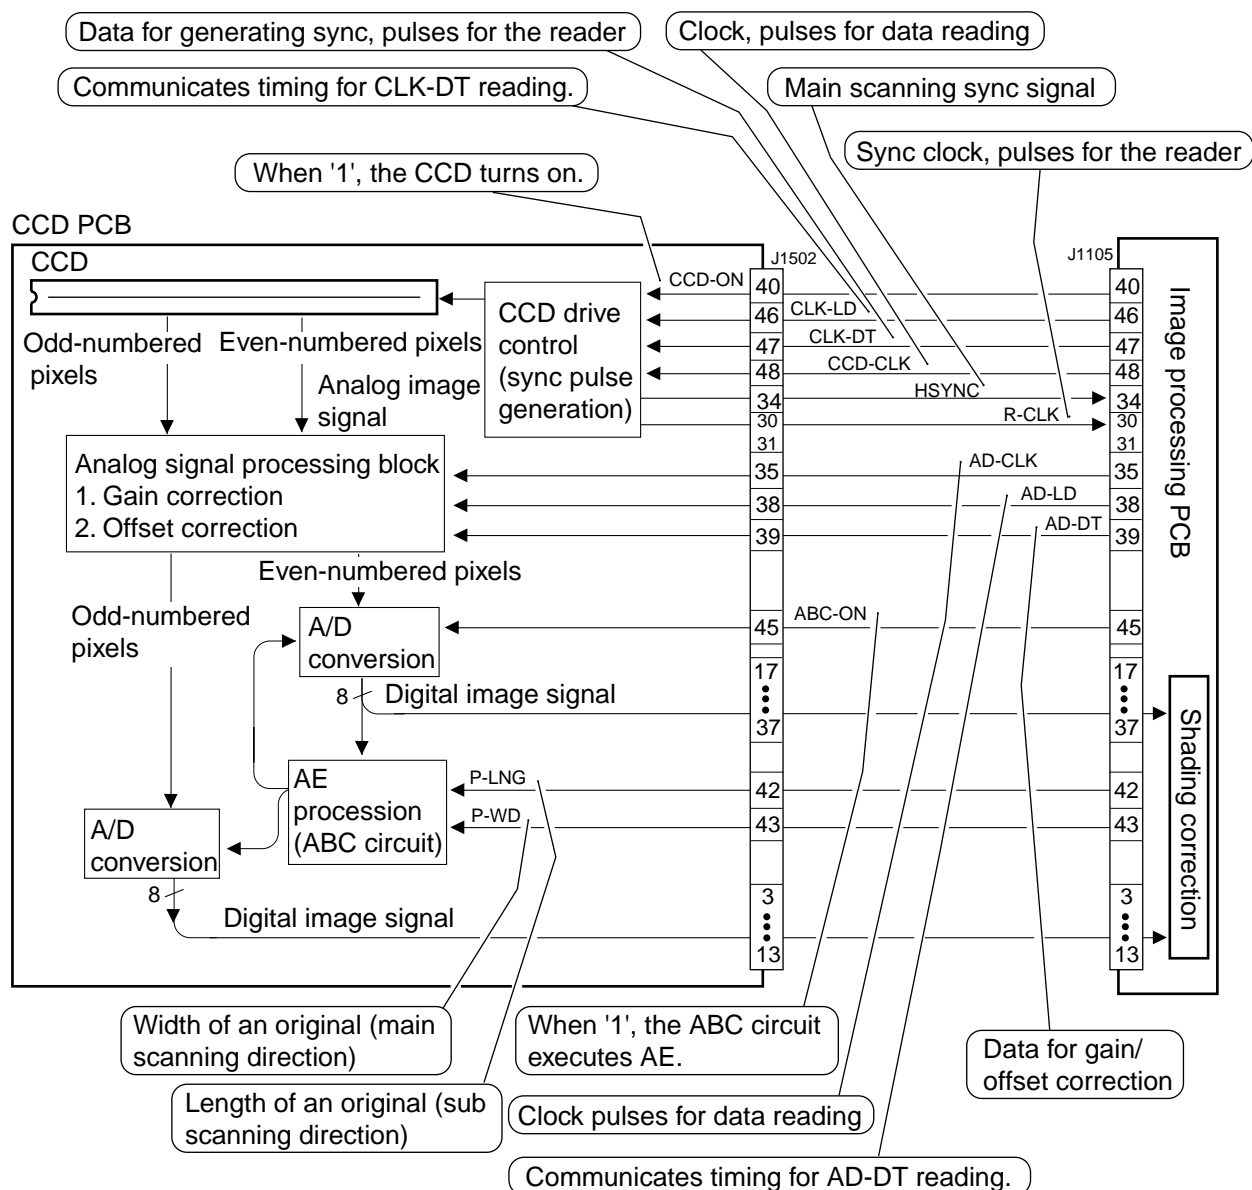 Data for generating sync, pulses for the reader
Clock, pulses for data reading
Communicates timing for CLK-DT reading.
Main scanning sync signal
Sync clock, pulses for the reader
When '1', the CCD turns on.
CCD PCB
CCD
J1502
J1105
CCD-ON
40
40
CLK-LD
46
46
CLK-DT
47
47
CCD-CLK
48
48
HSYNC
34
34
R-CLK
30
30
31
31
CCD drive
control
(sync pulse
generation)
Odd-numbered
pixels
Even-numbered pixels
Analog image
signal
Image processing PCB
Analog signal processing block
1. Gain correction
2. Offset correction
AD-CLK
35
35
AD-LD
38
38
AD-DT
39
39
Even-numbered pixels
Odd-numbered
pixels
A/D
conversion
ABC-ON
45
45
8
Digital image signal
17
37
17
37
Shading correction
AE
procession
(ABC circuit)
P-LNG
42
42
P-WD
43
43
A/D
conversion
8
Digital image signal
3
13
3
13
Width of an original (main
scanning direction)
When '1', the ABC circuit
executes AE.
Data for gain/
offset correction
Length of an original (sub
scanning direction)
Clock pulses for data reading
Communicates timing for AD-DT reading.